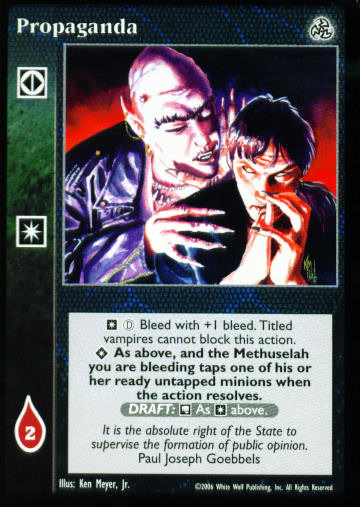 Propaganda
D Bleed with +1 bleed. Titled
vampires cannot block this action.
As above, and the Methuselah
you are bleeding taps one of his or
her ready untapped minions when
the action resolves.
DRAFT: As above.
It is the absolute right of the State to
supervise the formation of public opinion.
Paul Joseph Goebbels
2
Illus: Ken Meyer, Jr.
©2006 White Wolf Publishing, Inc. All Rights Reserved